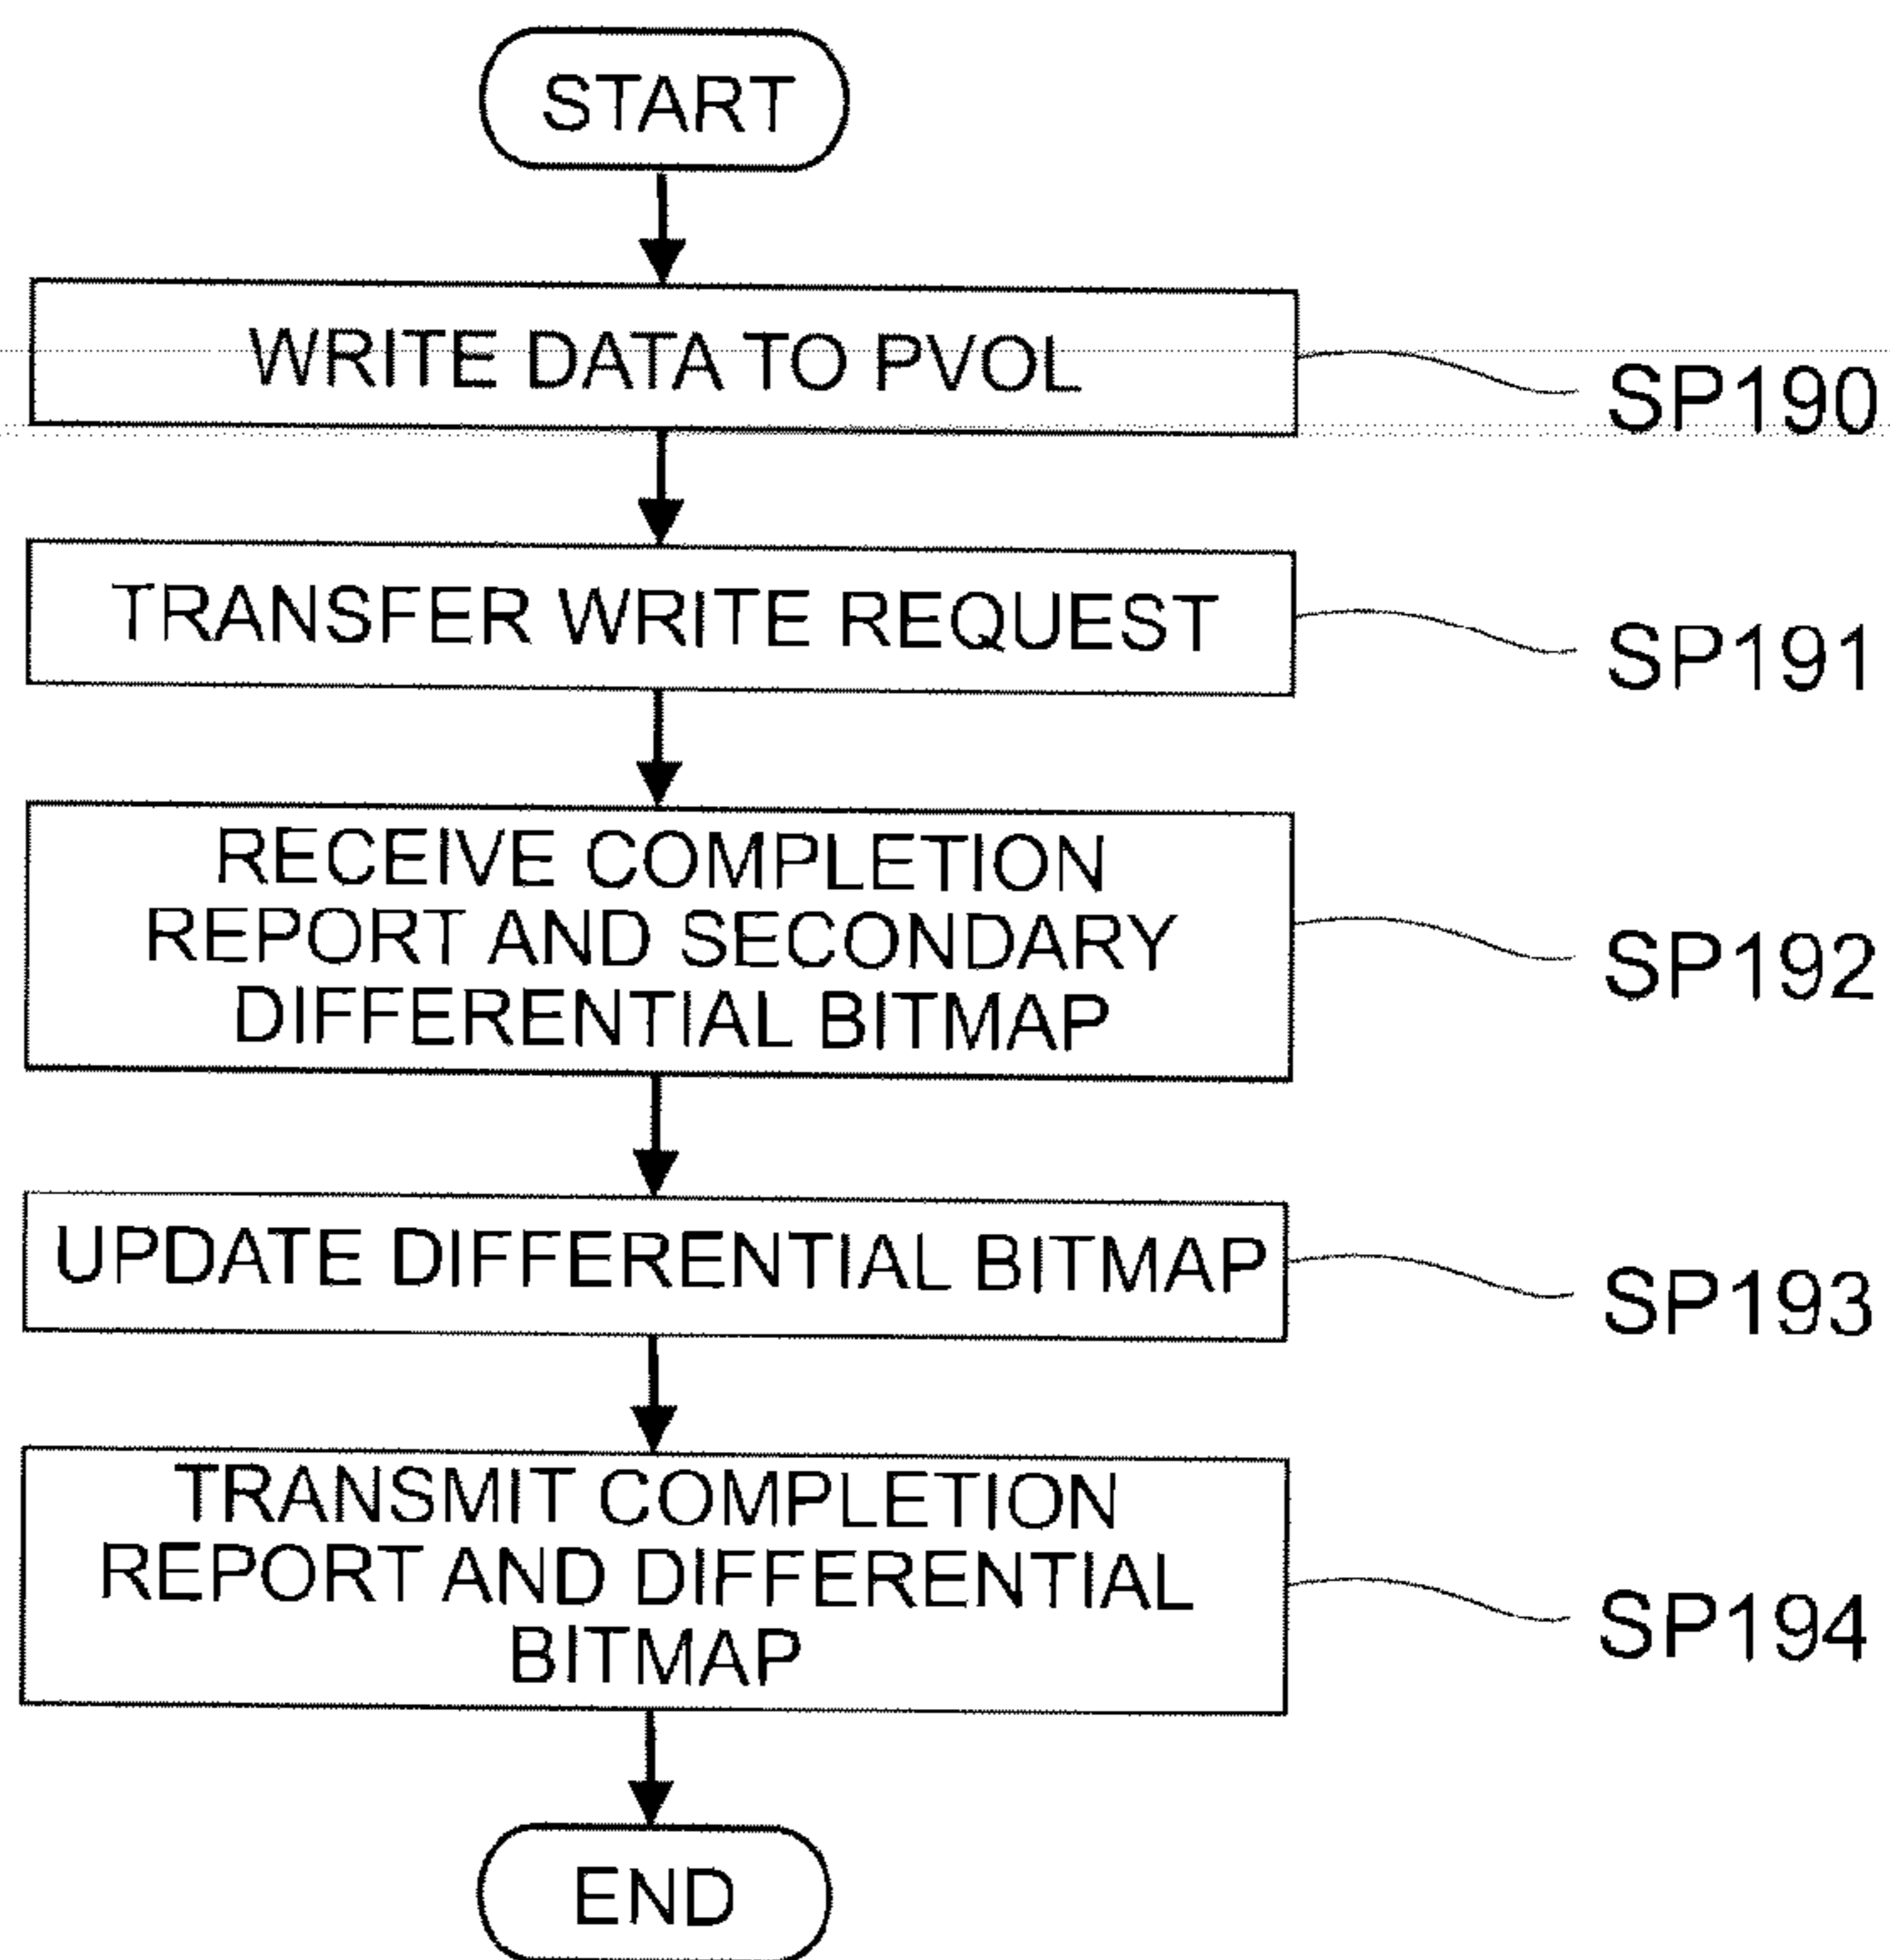 START
WRITE DATA TO PVOL
SP190
TRANSFER WRITE REQUEST
SP191
RECEIVE COMPLETION
REPORT AND SECONDARY
DIFFERENTIAL BITMAP
SP192
UPDATE DIFFERENTIAL BITMAP
SP193
TRANSMIT COMPLETION
REPORT AND DIFFERENTIAL
BITMAP
SP194
END